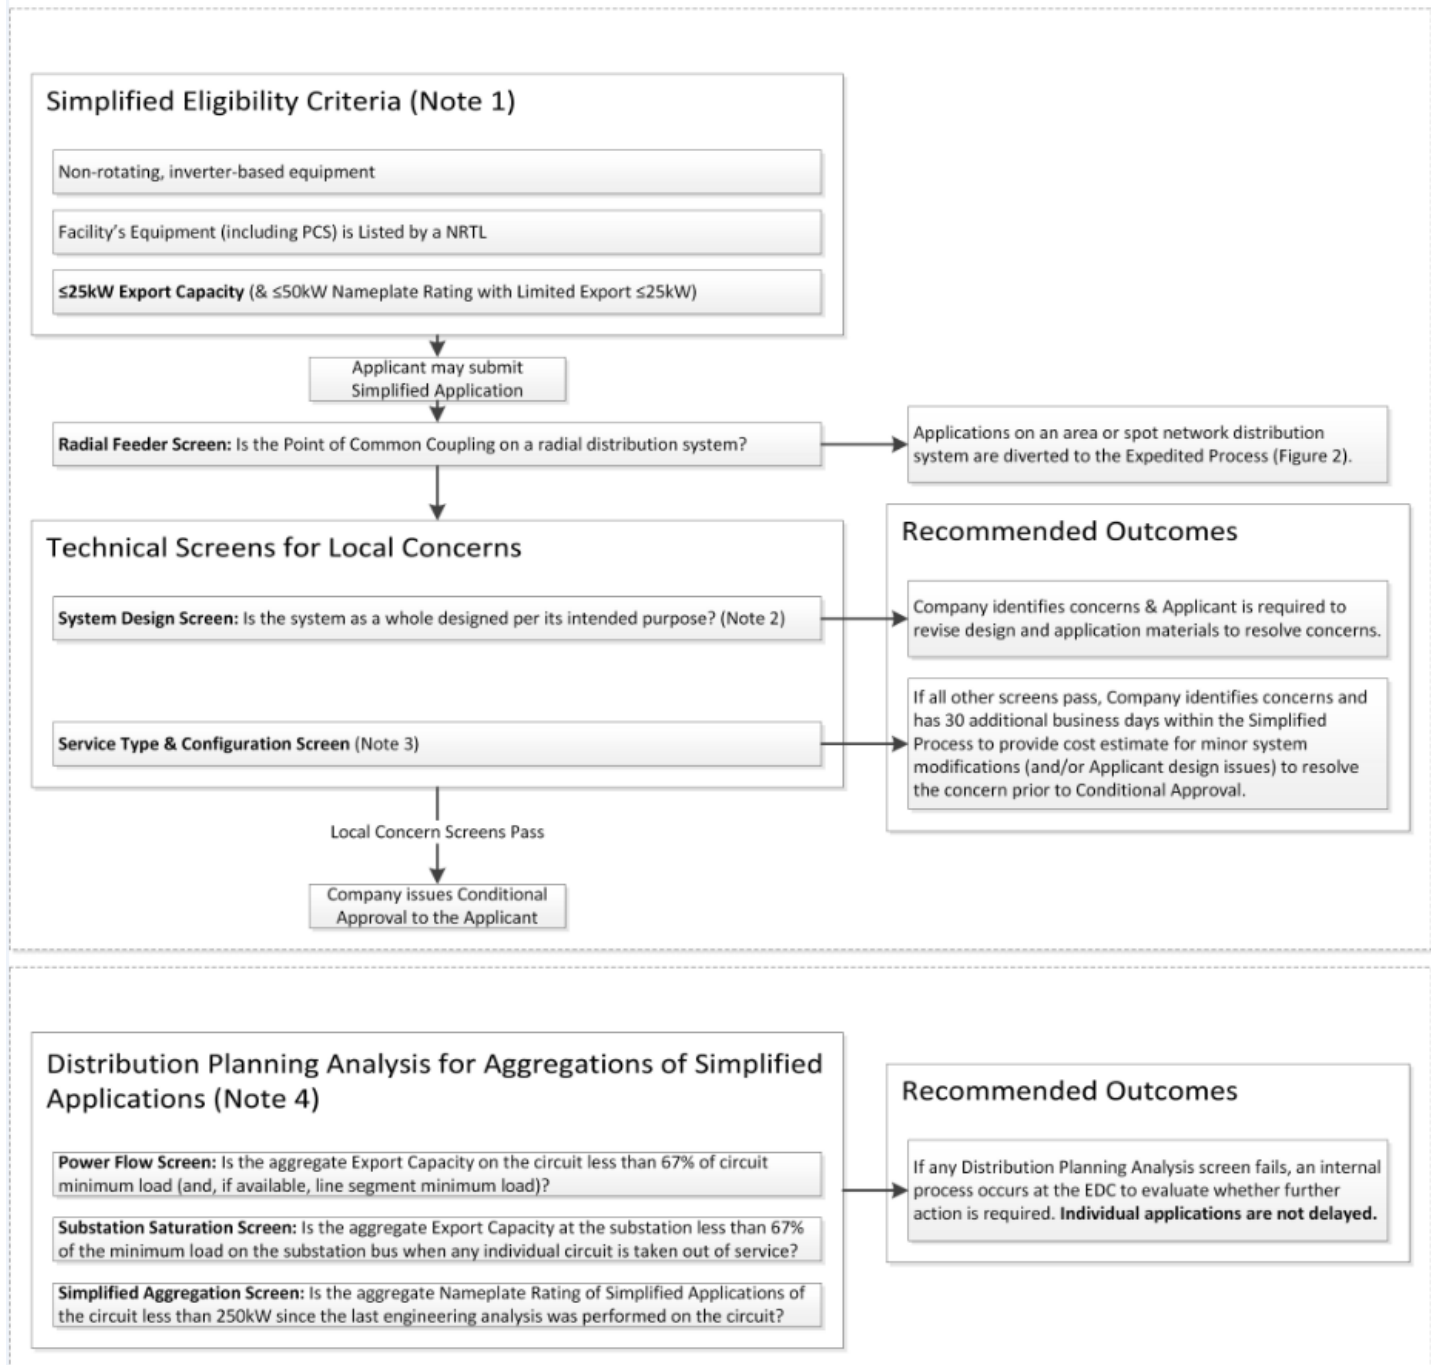 Simplified Eligibility Criteria (Note 1)
Non-rotating, inverter-based equipment
Facility's Equipment (including PCS) is Listed by a NRTL
≤25kW Export Capacity (& ≤50kW Nameplate Rating with Limited Export ≤25kW)
Applicant may submit
Simplified Application
Radial Feeder Screen: Is the Point of Common Coupling on a radial distribution system?
Applications on an area or spot network distribution
system are diverted to the Expedited Process (Figure 2).
Technical Screens for Local Concerns
System Design Screen: Is the system as a whole designed per its intended purpose? (Note 2)
Service Type & Configuration Screen (Note 3)
Recommended Outcomes
Company identifies concerns & Applicant is required to
revise design and application materials to resolve concerns.
If all other screens pass, Company identifies concerns and
has 30 additional business days within the Simplified
Process to provide cost estimate for minor system
modifications (and/or Applicant design issues) to resolve
the concern prior to Conditional Approval.
Local Concern Screens Pass
Company issues Conditional
Approval to the Applicant
Distribution Planning Analysis for Aggregations of Simplified
Applications (Note 4)
Power Flow Screen: Is the aggregate Export Capacity on the circuit less than 67% of circuit
minimum load (and, if available, line segment minimum load)?
Substation Saturation Screen: Is the aggregate Export Capacity at the substation less than 67%
of the minimum load on the substation bus when any individual circuit is taken out of service?
Simplified Aggregation Screen: Is the aggregate Nameplate Rating of Simplified Applications of
the circuit less than 250kW since the last engineering analysis was performed on the circuit?
Recommended Outcomes
If any Distribution Planning Analysis screen fails, an internal
process occurs at the EDC to evaluate whether further
action is required. Individual applications are not delayed.